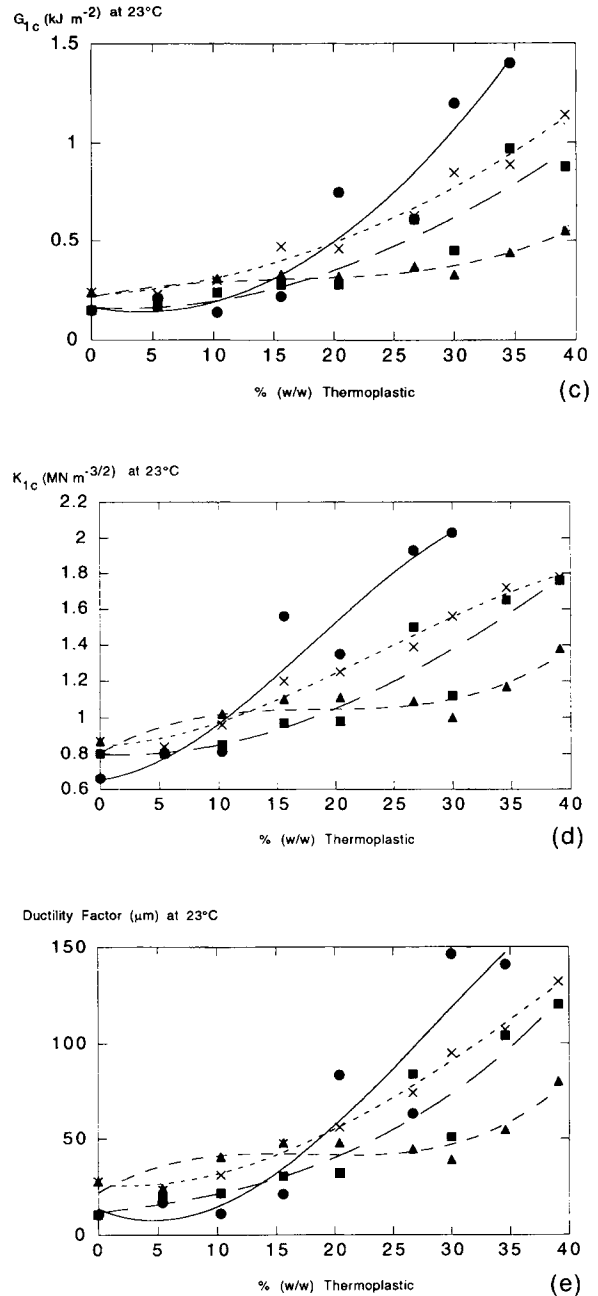 G1c (kJ m-2) at 23°C
1.5
1
0.5
0
0 5 10 15 20 25 30 35 40
% (w/w) Thermoplastic
(c)
K1c (MN m-3/2) at 23°C
2.2
2
1.8
1.6
1.4
1.2
1
0.8
0.6
0 5 10 15 20 25 30 35 40
% (w/w) Thermoplastic
(d)
Ductility Factor (μm) at 23°C
150
100
50
0
0 5 10 15 20 25 30 35 40
% (w/w) Thermoplastic
(e)